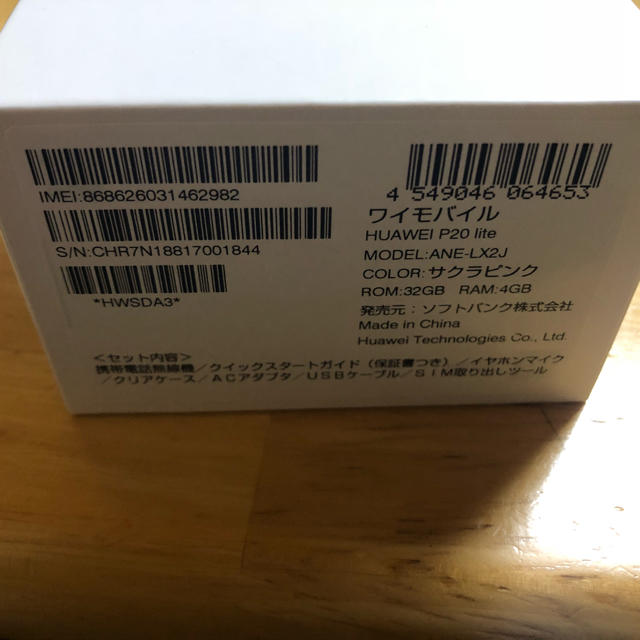 IMEI:868626031462982
S/N:CHR7N18817001844
*HWSDA3*
4 549046 064653
ワイモバイル
HUAWEI P20 lite
MODEL:ANE-LX2J
COLOR:サクラピンク
ROM:32GB RAM:4GB
発売元:ソフトバンク株式会社
Made in China
Huawei Technologies Co., Ltd.
<セット内容>
携帯電話無線機/クイックスタートガイド(保証書つき)/イヤホンマイク
/クリアケース/ACアダプタ/USBケーブル/SIM取り出しツール